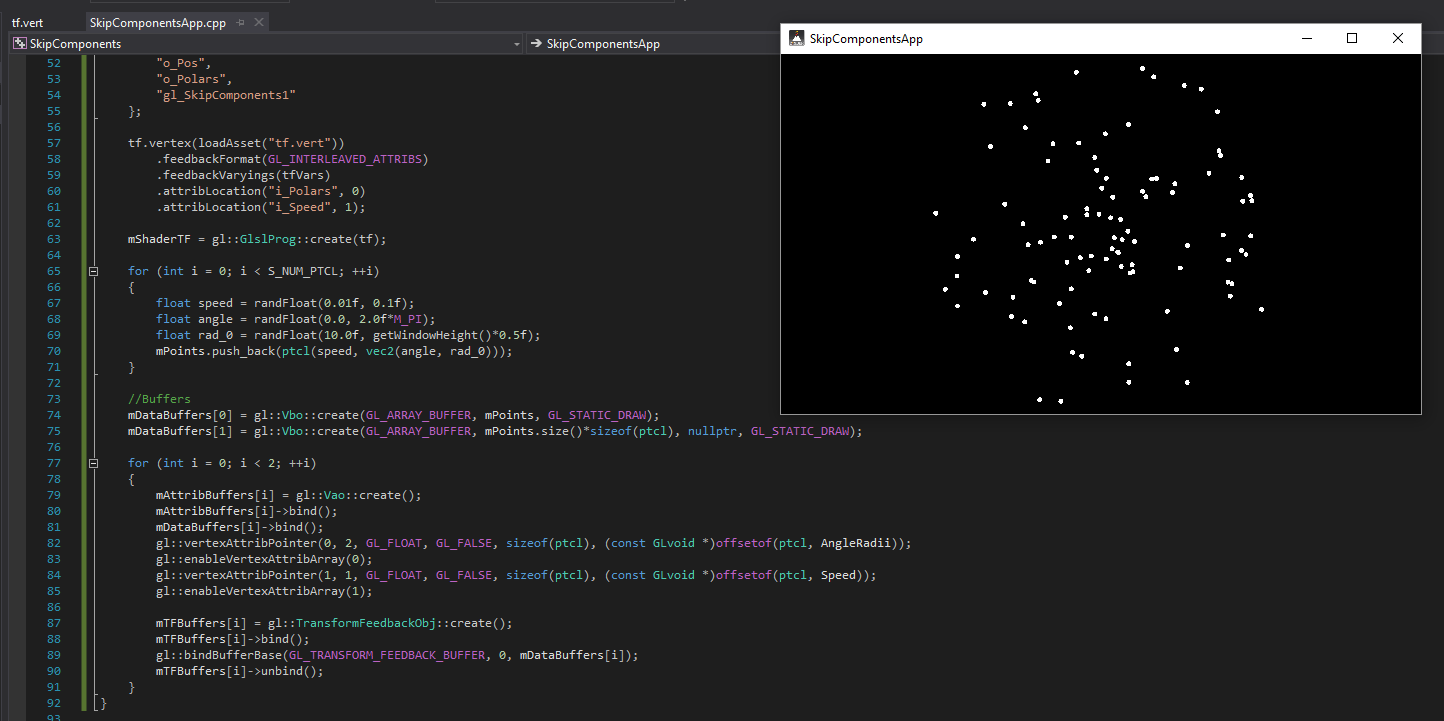 tf.vert
SkipComponentsApp.cpp
SkipComponents
SkipComponentsApp
52 "o_Pos",
53 "o_Polars",
54 "gl_SkipComponents1"
55 };
56
57 tf.vertex(loadAsset("tf.vert"))
58 .feedbackFormat(GL_INTERLEAVED_ATTRIBS)
59 .feedbackVaryings(tfVars)
60 .attribLocation("i_Polars", 0)
61 .attribLocation("i_Speed", 1);
62
63 mShaderTF = gl::GlslProg::create(tf);
64
65 for (int i = 0; i < S_NUM_PTCL; ++i)
66 {
67 float speed = randFloat(0.01f, 0.1f);
68 float angle = randFloat(0.0, 2.0f*M_PI);
69 float rad_0 = randFloat(10.0f, getWindowHeight()*0.5f);
70 mPoints.push_back(ptcl(speed, vec2(angle, rad_0)));
71 }
72
73 //Buffers
74 mDataBuffers[0] = gl::Vbo::create(GL_ARRAY_BUFFER, mPoints, GL_STATIC_DRAW);
75 mDataBuffers[1] = gl::Vbo::create(GL_ARRAY_BUFFER, mPoints.size()*sizeof(ptcl), nullptr, GL_STATIC_DRAW);
76
77 for (int i = 0; i < 2; ++i)
78 {
79 mAttribBuffers[i] = gl::Vao::create();
80 mAttribBuffers[i]->bind();
81 mDataBuffers[i]->bind();
82 gl::vertexAttribPointer(0, 2, GL_FLOAT, GL_FALSE, sizeof(ptcl), (const GLvoid *)offsetof(ptcl, AngleRadii));
83 gl::enableVertexAttribArray(0);
84 gl::vertexAttribPointer(1, 1, GL_FLOAT, GL_FALSE, sizeof(ptcl), (const GLvoid *)offsetof(ptcl, Speed));
85 gl::enableVertexAttribArray(1);
86
87 mTFBuffers[i] = gl::TransformFeedbackObj::create();
88 mTFBuffers[i]->bind();
89 gl::bindBufferBase(GL_TRANSFORM_FEEDBACK_BUFFER, 0, mDataBuffers[i]);
90 mTFBuffers[i]->unbind();
91 }
92 }
93
SkipComponentsApp